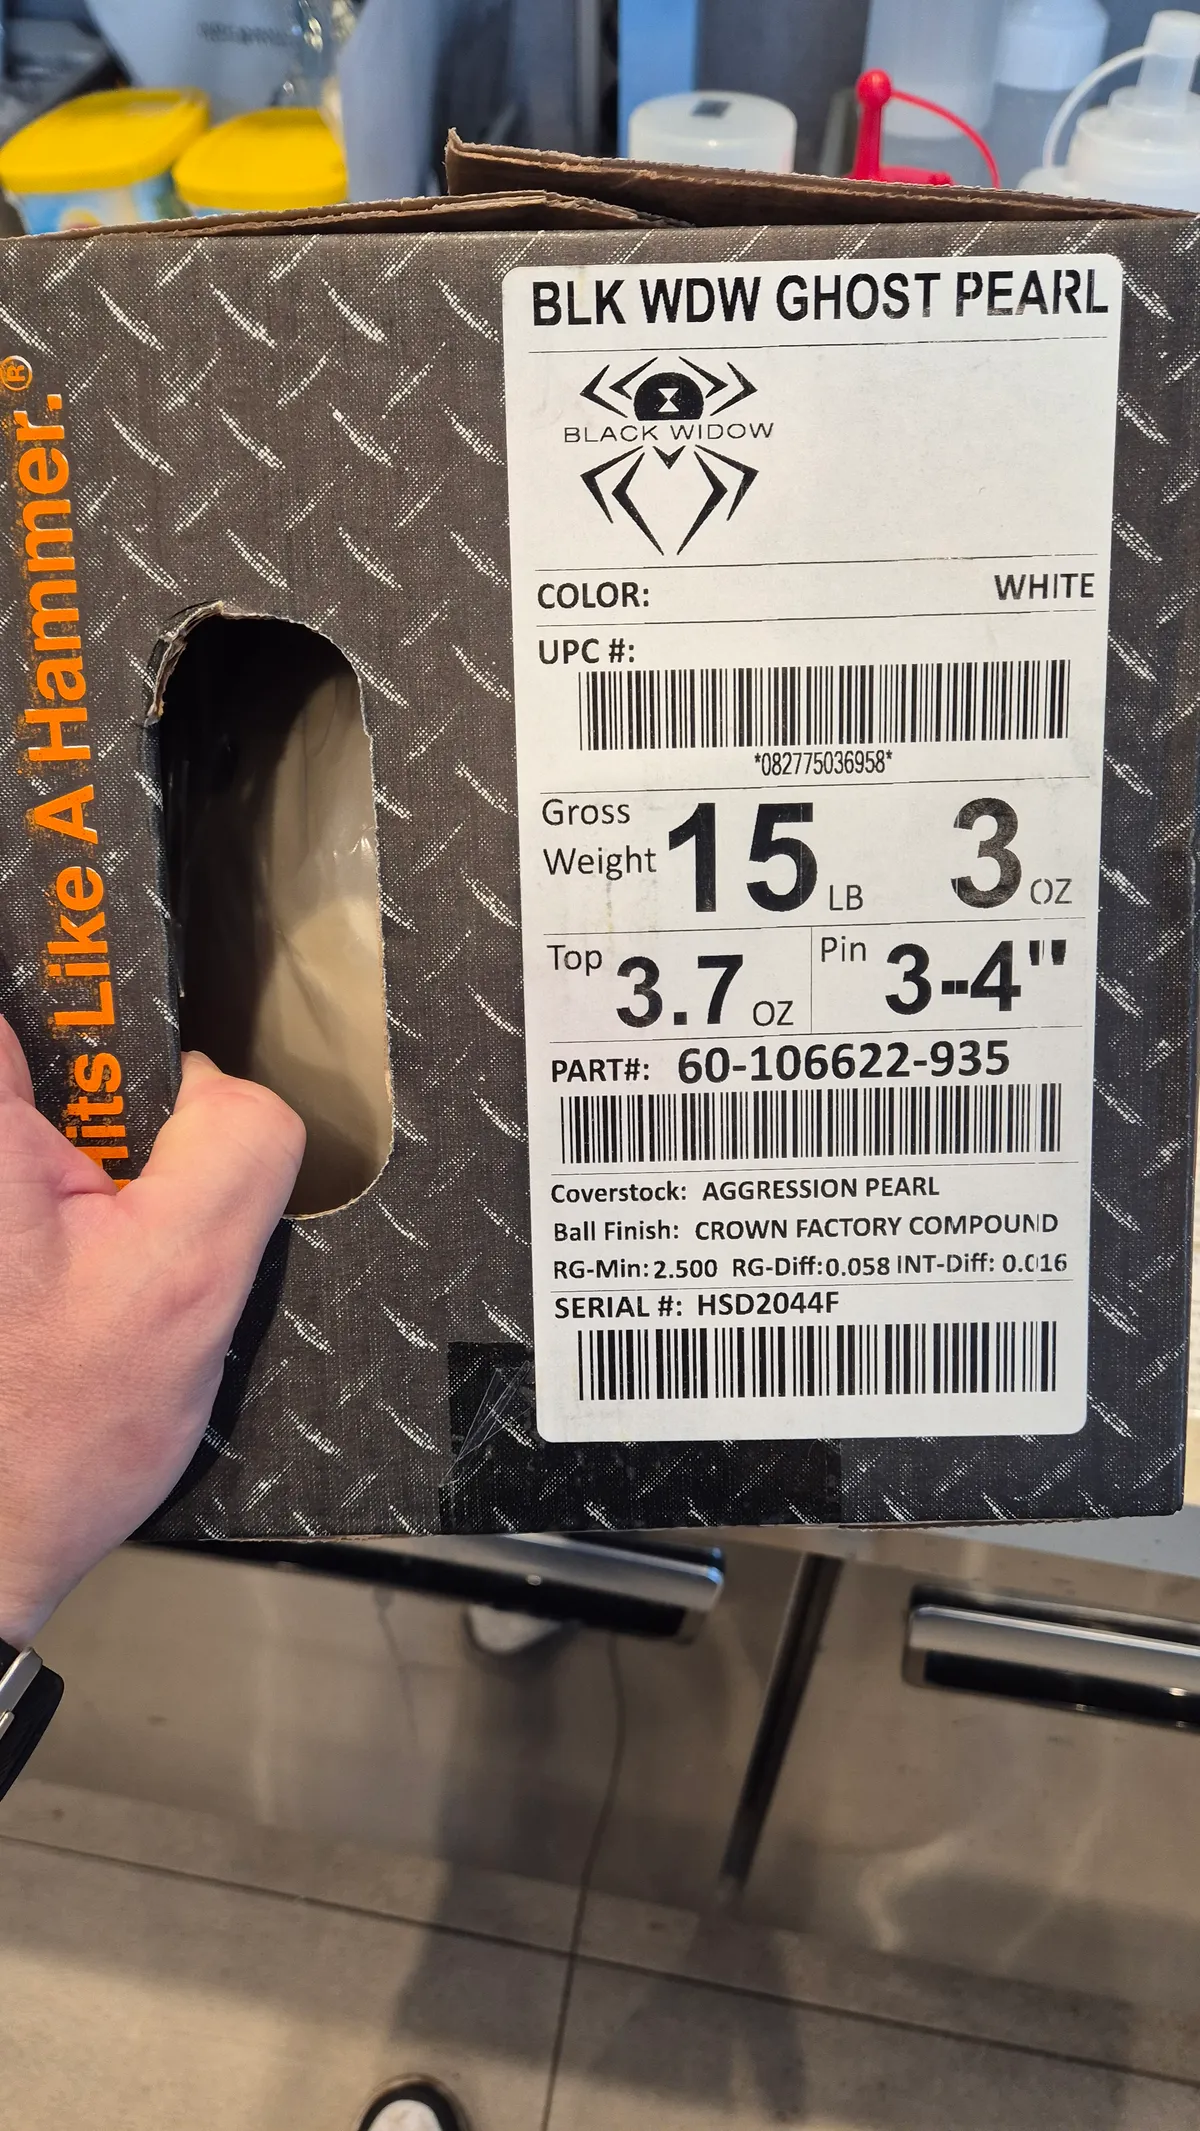 Hits Like A Hammer.®
BLK WDW GHOST PEARL
BLACK WIDOW
COLOR: WHITE
UPC #:
*082775036958*
Gross Weight 15 LB 3 OZ
Top 3.7 OZ Pin 3-4"
PART#: 60-106622-935
Coverstock: AGGRESSION PEARL
Ball Finish: CROWN FACTORY COMPOUND
RG-Min: 2.500 RG-Diff: 0.058 INT-Diff: 0.016
SERIAL #: HSD2044F